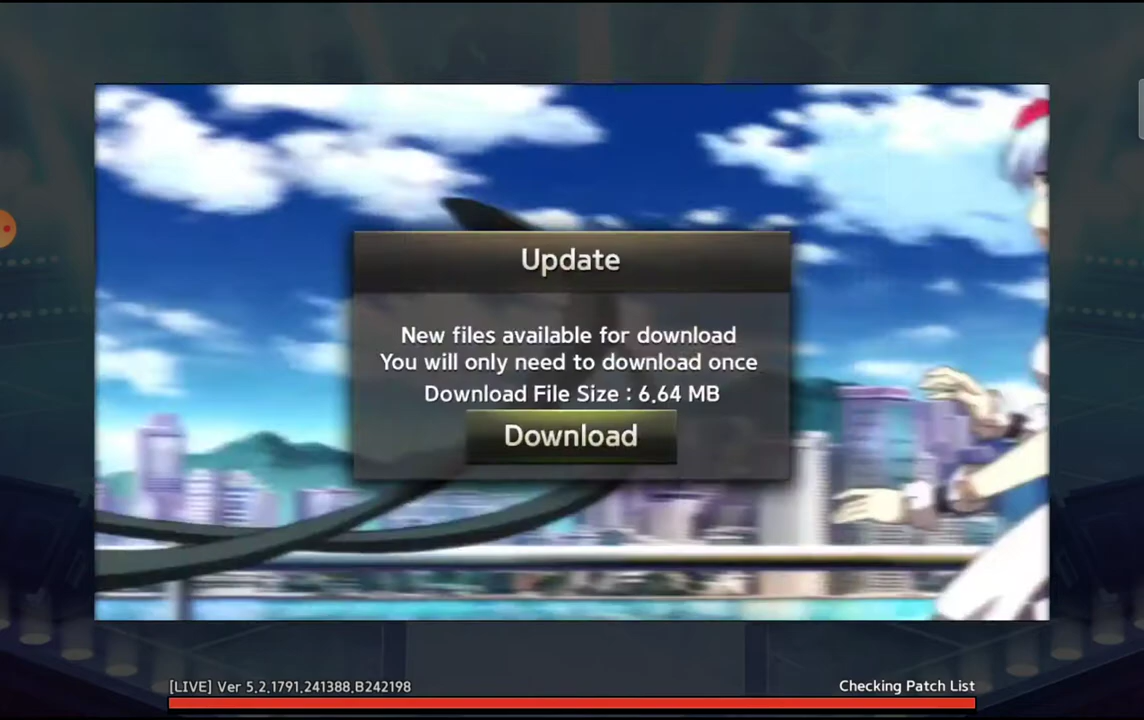 Update
New files available for download
You will only need to download once
Download File Size : 6.64 MB
Download
[LIVE] Ver 5.2.1791.241388.B242198
Checking Patch List